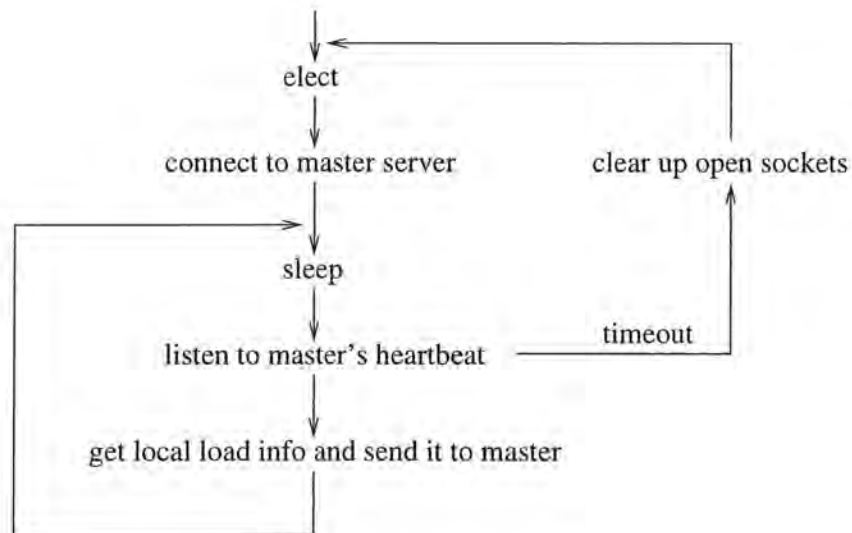 elect
connect to master server
clear up open sockets
sleep
timeout
listen to master's heartbeat
get local load info and send it to master